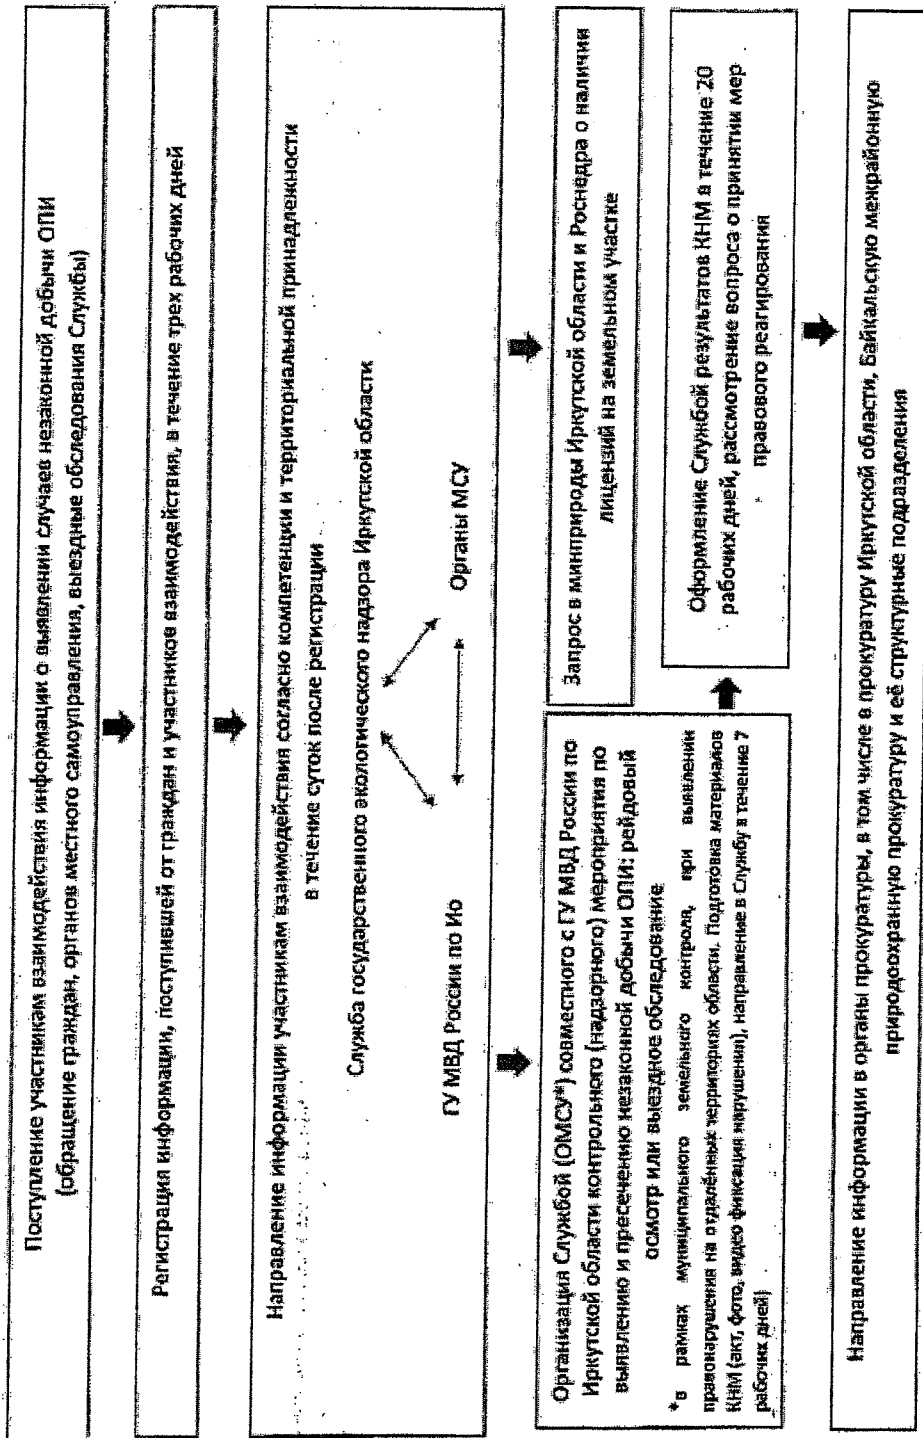 Поступление участникам взаимодействия информации о выявлении случаев незаконной добычи ОПИ
(обращение граждан, органов местного самоуправления, выездные обследования Службы)
Регистрация информации, поступившей от граждан и участников взаимодействия, в течение трех рабочих дней
Направление информации участникам взаимодействия согласно компетенции и территориальной принадлежности
в течение суток после регистрации
Служба государственного экологического надзора Иркутской области
ГУ МВД России по Ио
Органы МСУ
Организация Службой (ОМСУ*) совместного с ГУ МВД России по
Иркутской области контрольного (надзорного) мероприятия по
выявлению и пресечению незаконной добычи ОПИ: рейдовый
осмотр или выездное обследование
*в рамках муниципального земельного контроля, при выявлении
правонарушения на отдалённых территориях области. Подготовка материалов
КНМ (акт, фото, видео фиксация нарушения), направление в Службу в течение 7
рабочих дней)
Запрос в минприроды Иркутской области и Роснедра о наличии
лицензий на земельном участке
Оформление Службой результатов КНМ в течение 20
рабочих дней, рассмотрение вопроса о принятии мер
правового реагирования
Направление информации в органы прокуратуры, в том числе в прокуратуру Иркутской области, Байкальскую межрайонную
природоохранную прокуратуру и её структурные подразделения